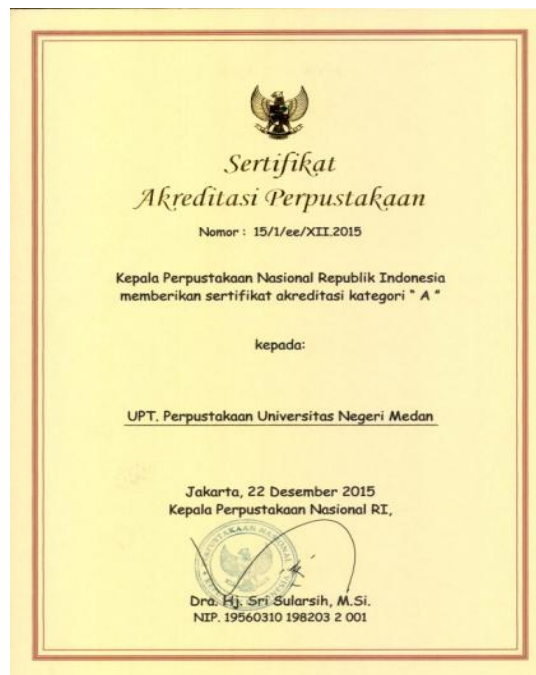 Sertifikat
Akreditasi Perpustakaan
Nomor : 15/1/ee/XII.2015
Kepala Perpustakaan Nasional Republik Indonesia
memberikan sertifikat akreditasi kategori " A "
kepada:
UPT. Perpustakaan Universitas Negeri Medan
Jakarta, 22 Desember 2015
Kepala Perpustakaan Nasional RI,
PERPUSTAKAAN NASIONAL
Dra. Hj. Sri Sularsih, M.Si.
NIP. 19560310 198203 2 001